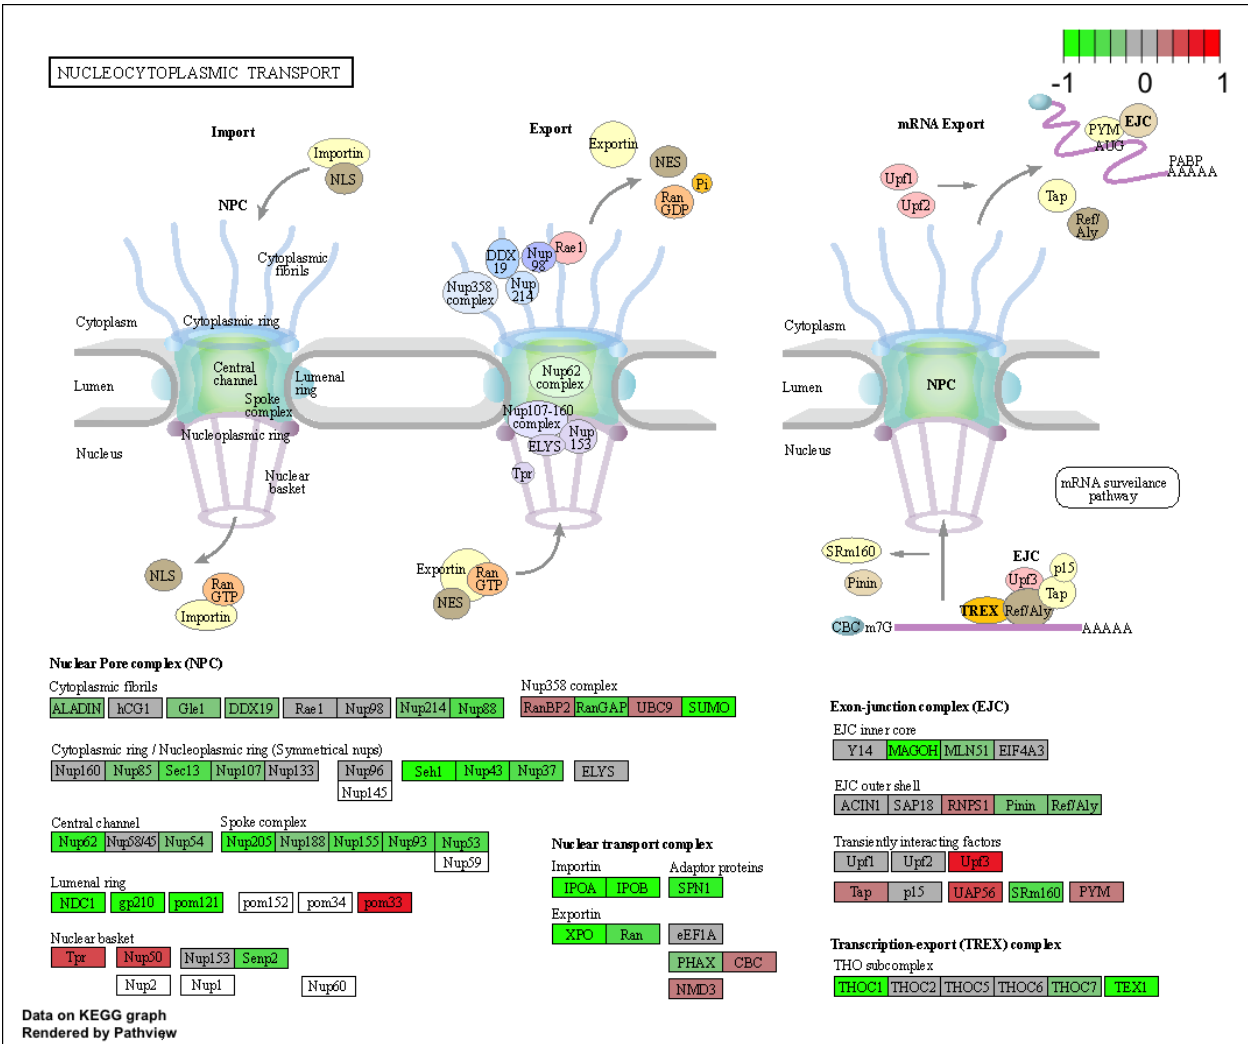 NUCLEOCYTOPLASMIC TRANSPORT
-1 0 1
Import
Importin
NLS
NPC
Cytoplasmic
fibrils
Cytoplasm
Cytoplasmic ring
Central
channel
Lumenal
ring
Lumen
Spoke
complex
Nucleoplasmic ring
Nucleus
Nuclear
basket
NLS
Ran
GTP
Importin
Export
Exportin
NES
Pi
Ran
GDP
Rae1
DDX
19
Nup
98
Nup358
complex
Nup
214
Nup62
complex
Nup107-160
complex
Nup
153
ELYS
Tpr
Exportin
Ran
GTP
NES
mRNA Export
EJC
PYM
AUG
PABP
AAAAA
Upf1
Upf2
Tap
Ref/
Aly
Cytoplasm
Lumen
NPC
Nucleus
mRNA surveilance
pathway
SRm160
Pinin
EJC
p15
Upf3
Tap
TREX
Ref/Aly
CBC m7G
AAAAA
Nuclear Pore complex (NPC)
Cytoplasmic fibrils
ALADIN hCG1 Gle1 DDX19 Rae1 Nup98 Nup214 Nup88
Nup358 complex
RanBP2 RanGAP UBC9 SUMO
Cytoplasmic ring / Nucleoplasmic ring (Symmetrical nups)
Nup160 Nup85 Sec13 Nup107 Nup133 Nup96 Seh1 Nup43 Nup37 ELYS
Nup145
Central channel
Nup62 Nup58/45 Nup54
Spoke complex
Nup205 Nup188 Nup155 Nup93 Nup53
Nup59
Lumenal ring
NDC1 gp210 pom121 pom152 pom34 pom33
Nuclear basket
Tpr Nup50 Nup153 Senp2
Nup2 Nup1 Nup60
Nuclear transport complex
Importin
IPOA IPOB
Adaptor proteins
SPN1
Exportin
XPO Ran eEF1A
PHAX CBC
NMD3
Exon-junction complex (EJC)
EJC inner core
Y14 MAGOH MLN51 EIF4A3
EJC outer shell
ACIN1 SAP18 RNPS1 Pinin Ref/Aly
Transiently interacting factors
Upf1 Upf2 Upf3
Tap p15 UAP56 SRm160 PYM
Transcription-export (TREX) complex
THO subcomplex
THOC1 THOC2 THOC5 THOC6 THOC7 TEX1
Data on KEGG graph
Rendered by Pathview